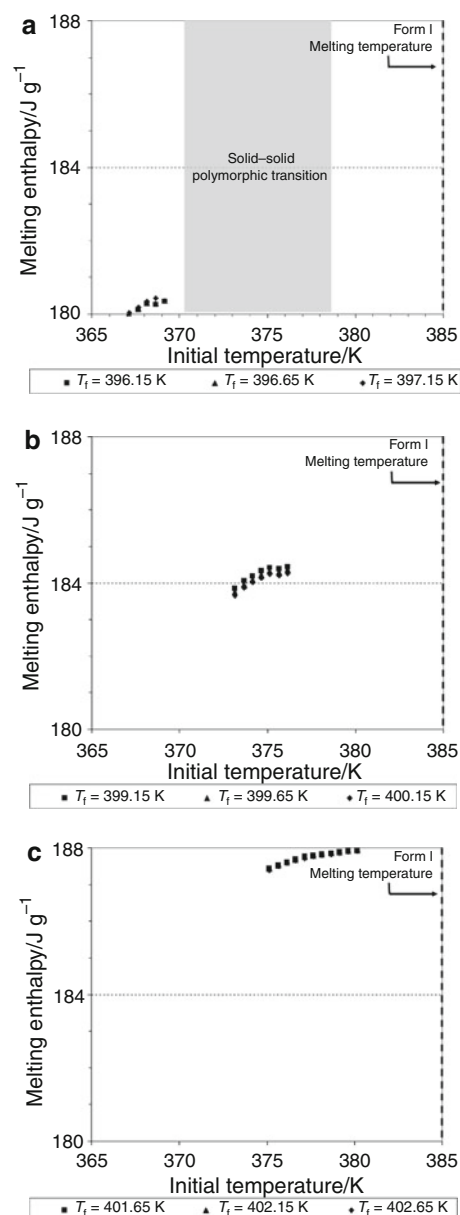 a
188
Form I
Melting temperature
184
Solid–solid
polymorphic transition
180
Melting enthalpy/J g⁻¹
365 370 375 380 385
Initial temperature/K
■ Tf = 396.15 K ▲ Tf = 396.65 K ◆ Tf = 397.15 K
b
188
Form I
Melting temperature
184
180
Melting enthalpy/J g⁻¹
365 370 375 380 385
Initial temperature/K
■ Tf = 399.15 K ▲ Tf = 399.65 K ◆ Tf = 400.15 K
c
188
Form I
Melting temperature
184
180
Melting enthalpy/J g⁻¹
365 370 375 380 385
Initial temperature/K
■ Tf = 401.65 K ▲ Tf = 402.15 K ◆ Tf = 402.65 K